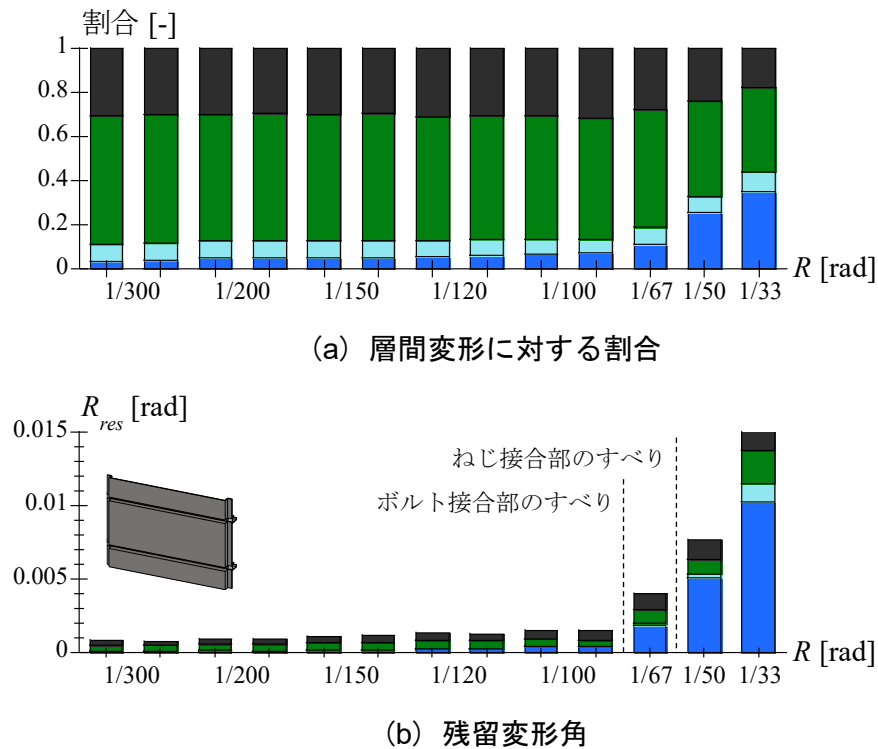 割合 [-]
1
0.8
0.6
0.4
0.2
0
1/300 1/200 1/150 1/120 1/100 1/67 1/50 1/33 R [rad]
(a) 層間変形に対する割合
R_res [rad]
0.015
0.01
0.005
0
ねじ接合部のすべり
ボルト接合部のすべり
1/300 1/200 1/150 1/120 1/100 1/67 1/50 1/33 R [rad]
(b) 残留変形角